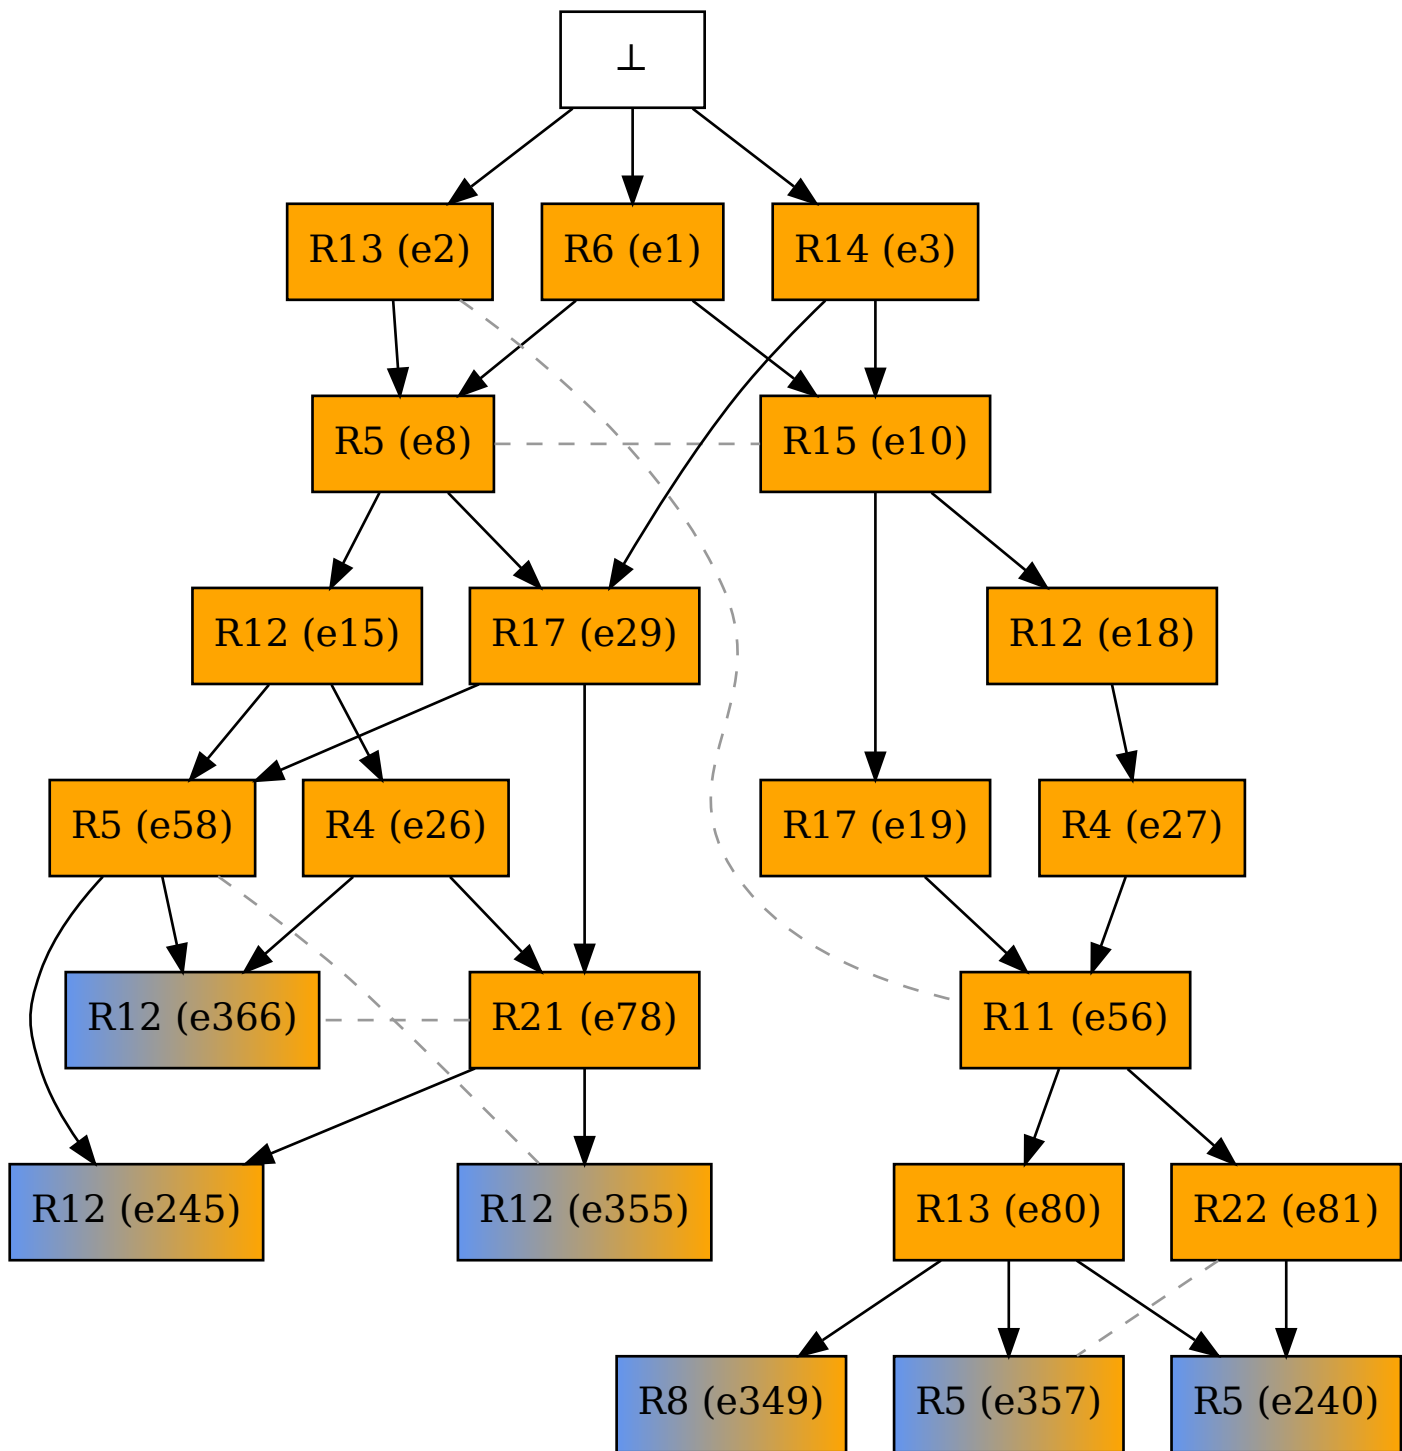 ⊥
R13 (e2)
R6 (e1)
R14 (e3)
R5 (e8)
R15 (e10)
R12 (e15)
R17 (e29)
R12 (e18)
R5 (e58)
R4 (e26)
R17 (e19)
R4 (e27)
R12 (e366)
R21 (e78)
R11 (e56)
R12 (e245)
R12 (e355)
R13 (e80)
R22 (e81)
R8 (e349)
R5 (e357)
R5 (e240)